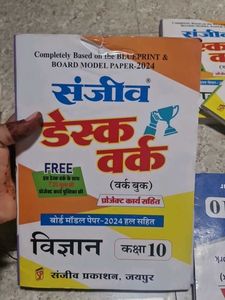 Completely Based on the BLUEPRINT &
BOARD MODEL PAPER-2024
संजीव®
डेस्क
वर्क
(वर्क बुक)
FREE
प्रोजेक्ट कार्य सहित
बोर्ड मॉडल पेपर-2024 हल सहित
विज्ञान कक्षा 10
संजीव प्रकाशन, जयपुर